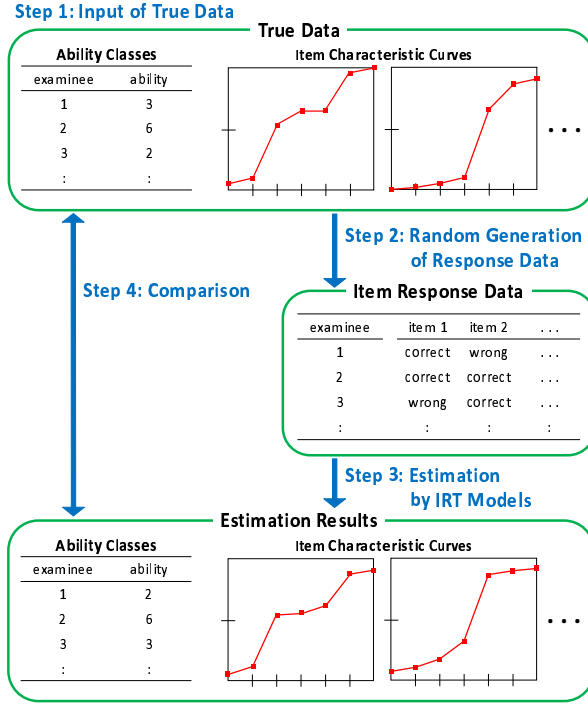 Step 1: Input of True Data
True Data
Ability Classes
Item Characteristic Curves
examinee ability
1 3
2 6
3 2
: :
• • •
Step 2: Random Generation
of Response Data
Step 4: Comparison
Item Response Data
examinee item 1 item 2 . . .
1 correct wrong . . .
2 correct correct . . .
3 wrong correct . . .
: : : :
Step 3: Estimation
by IRT Models
Estimation Results
Ability Classes
Item Characteristic Curves
examinee ability
1 2
2 6
3 3
: :
• • •